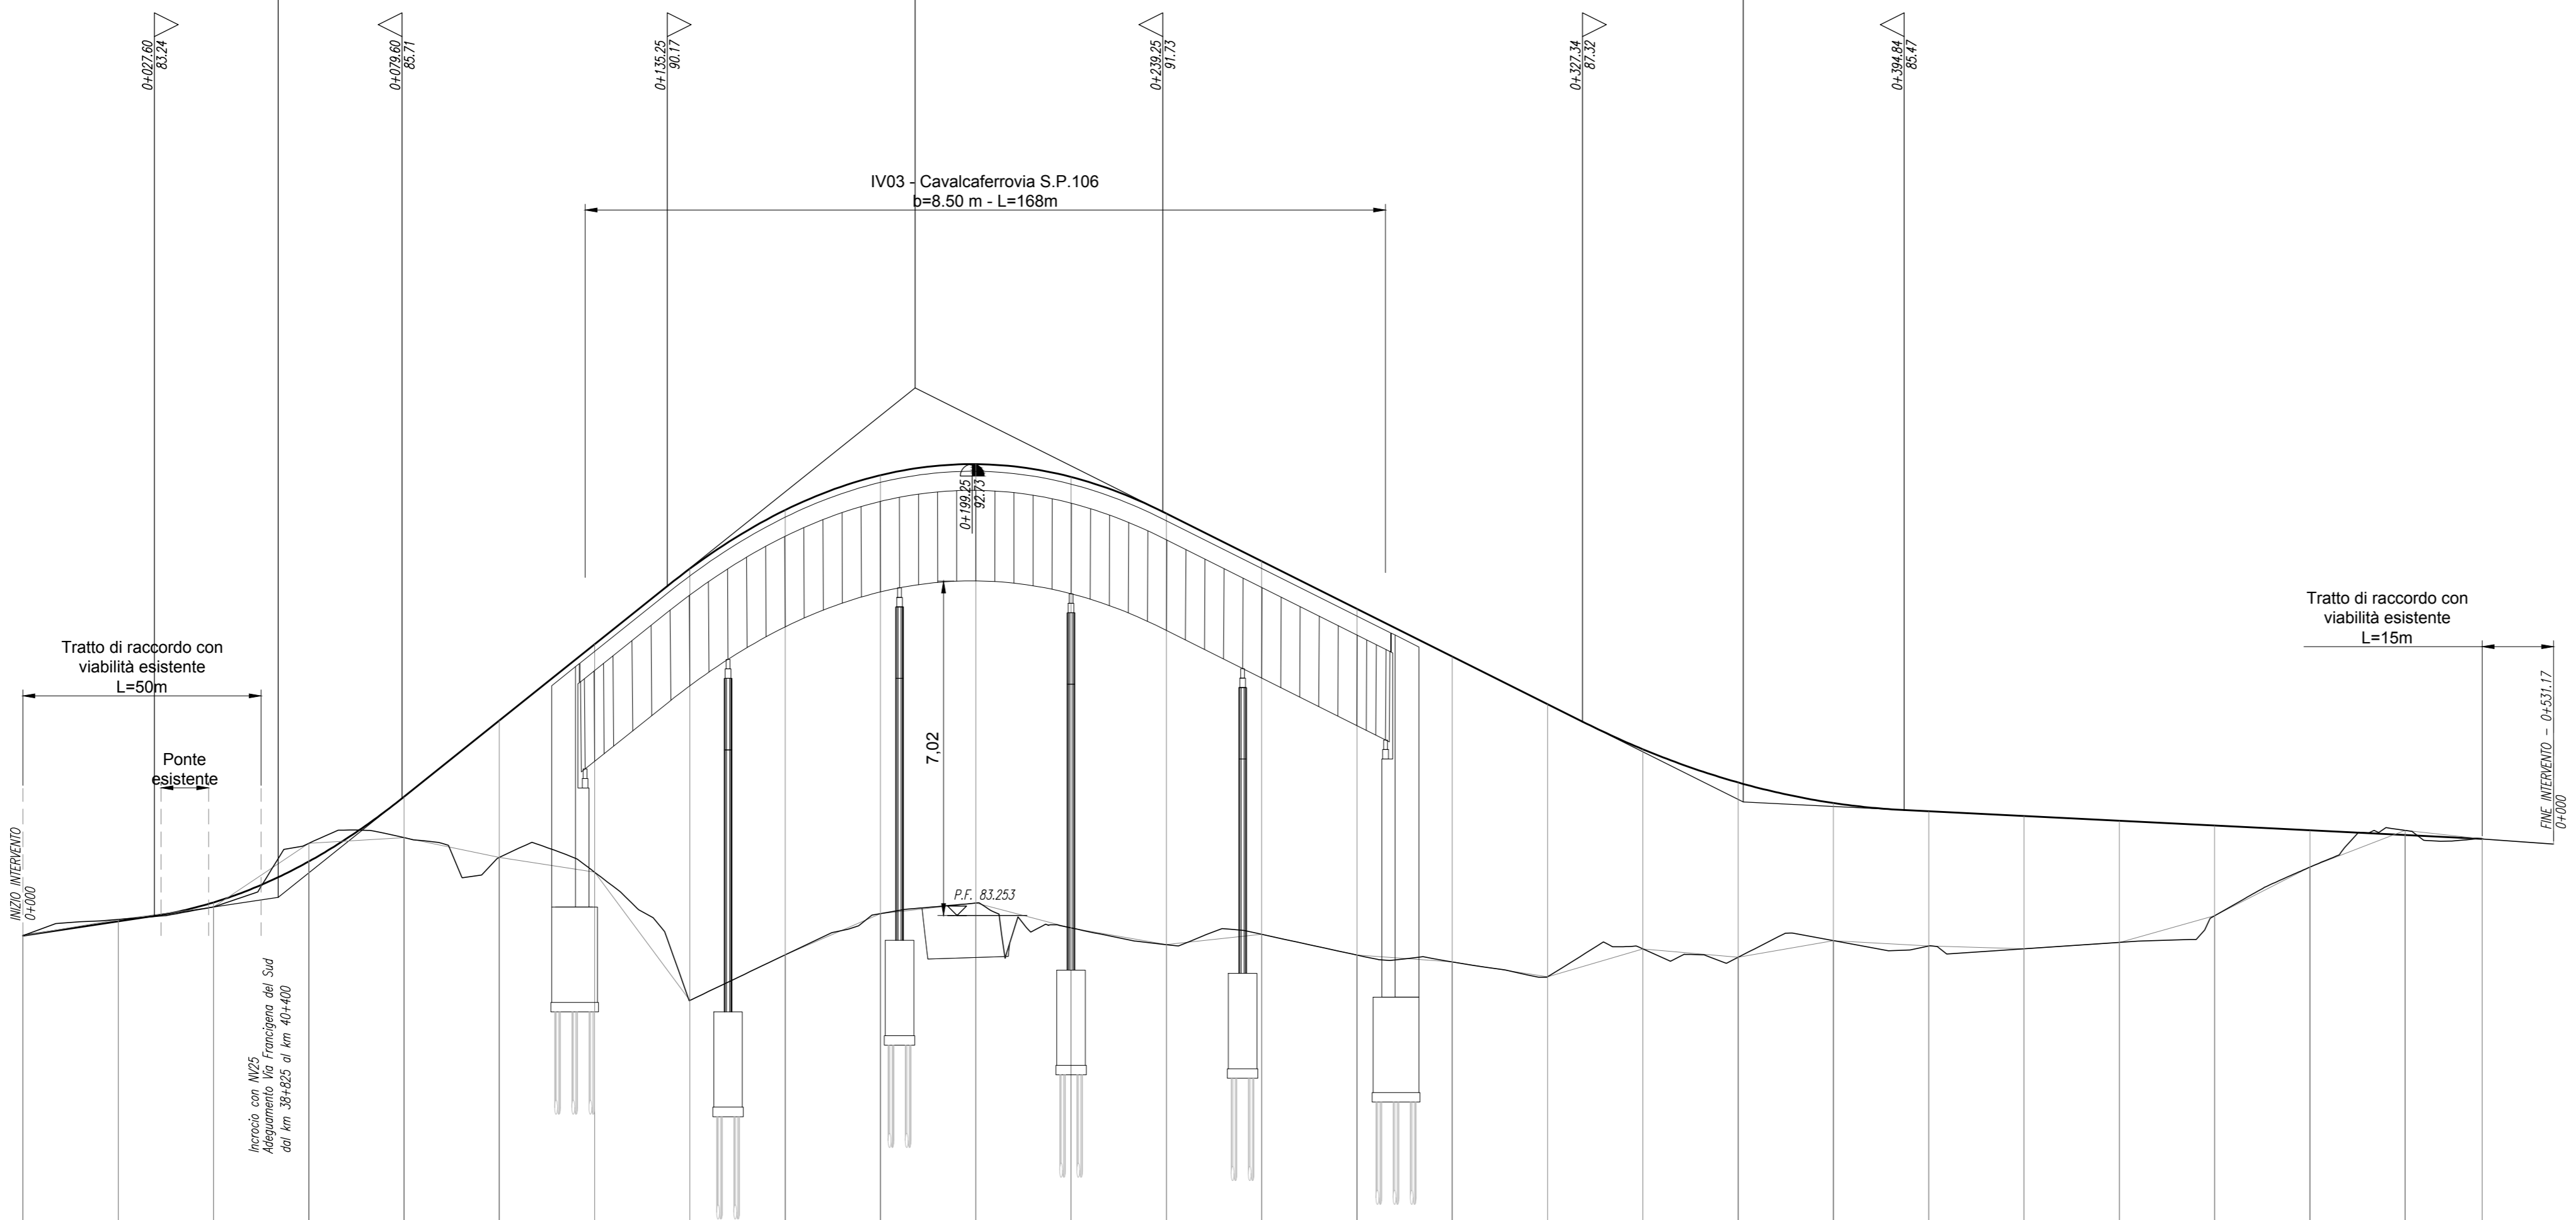 0+027.60
83.24
0+079.60
85.71
0+135.25
90.17
0+239.25
91.73
0+327.34
87.32
0+394.84
85.47
IV03 - Cavalcaferrovia S.P.106
b=8.50 m - L=168m
0+199.25
92.73
Tratto di raccordo con
viabilità esistente
L=50m
Ponte
esistente
7,02
P.F. 83.253
Tratto di raccordo con
viabilità esistente
L=15m
INIZIO INTERVENTO
0+000
FINE INTERVENTO - 0+531.17
0+000
Incrocio con NV25
Adeguamento Via Francigena del Sud
dal km 38+825 al km 40+400